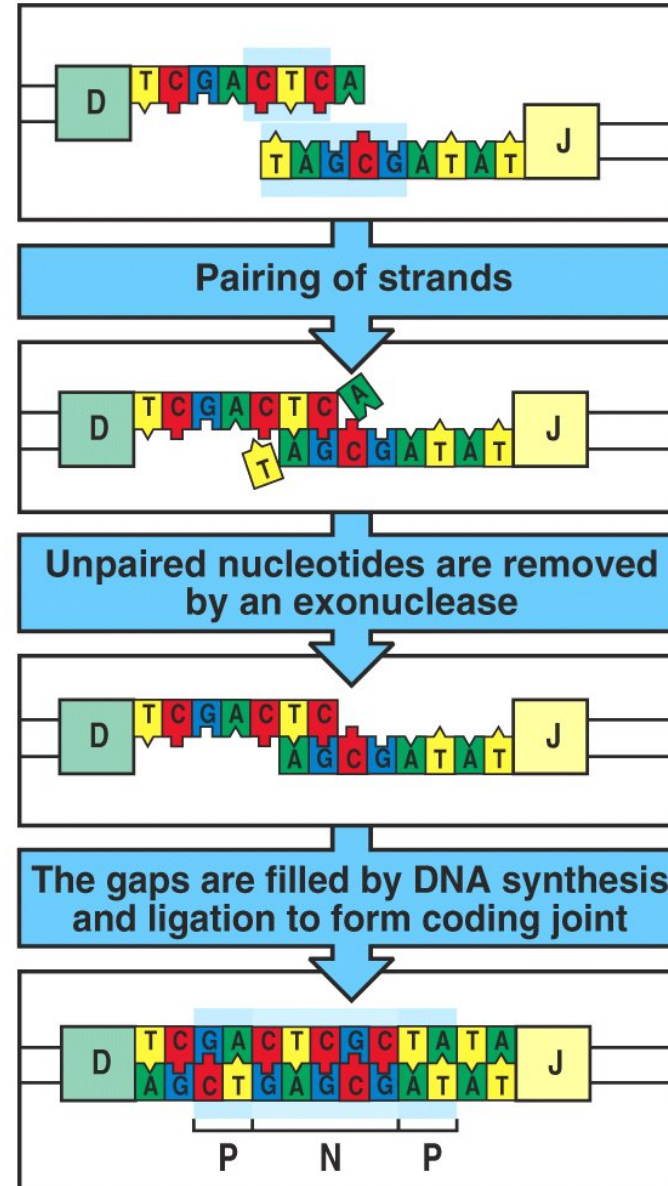 D TCGACTCA
TAGCGATAT J
Pairing of strands
D TCGACTC A J
T AGCGATAT
Unpaired nucleotides are removed
by an exonuclease
D TCGACTC J
AGCGATAT
The gaps are filled by DNA synthesis
and ligation to form coding joint
D TCGACTCGCTATA J
AGCTGAGCGATAT
P N P